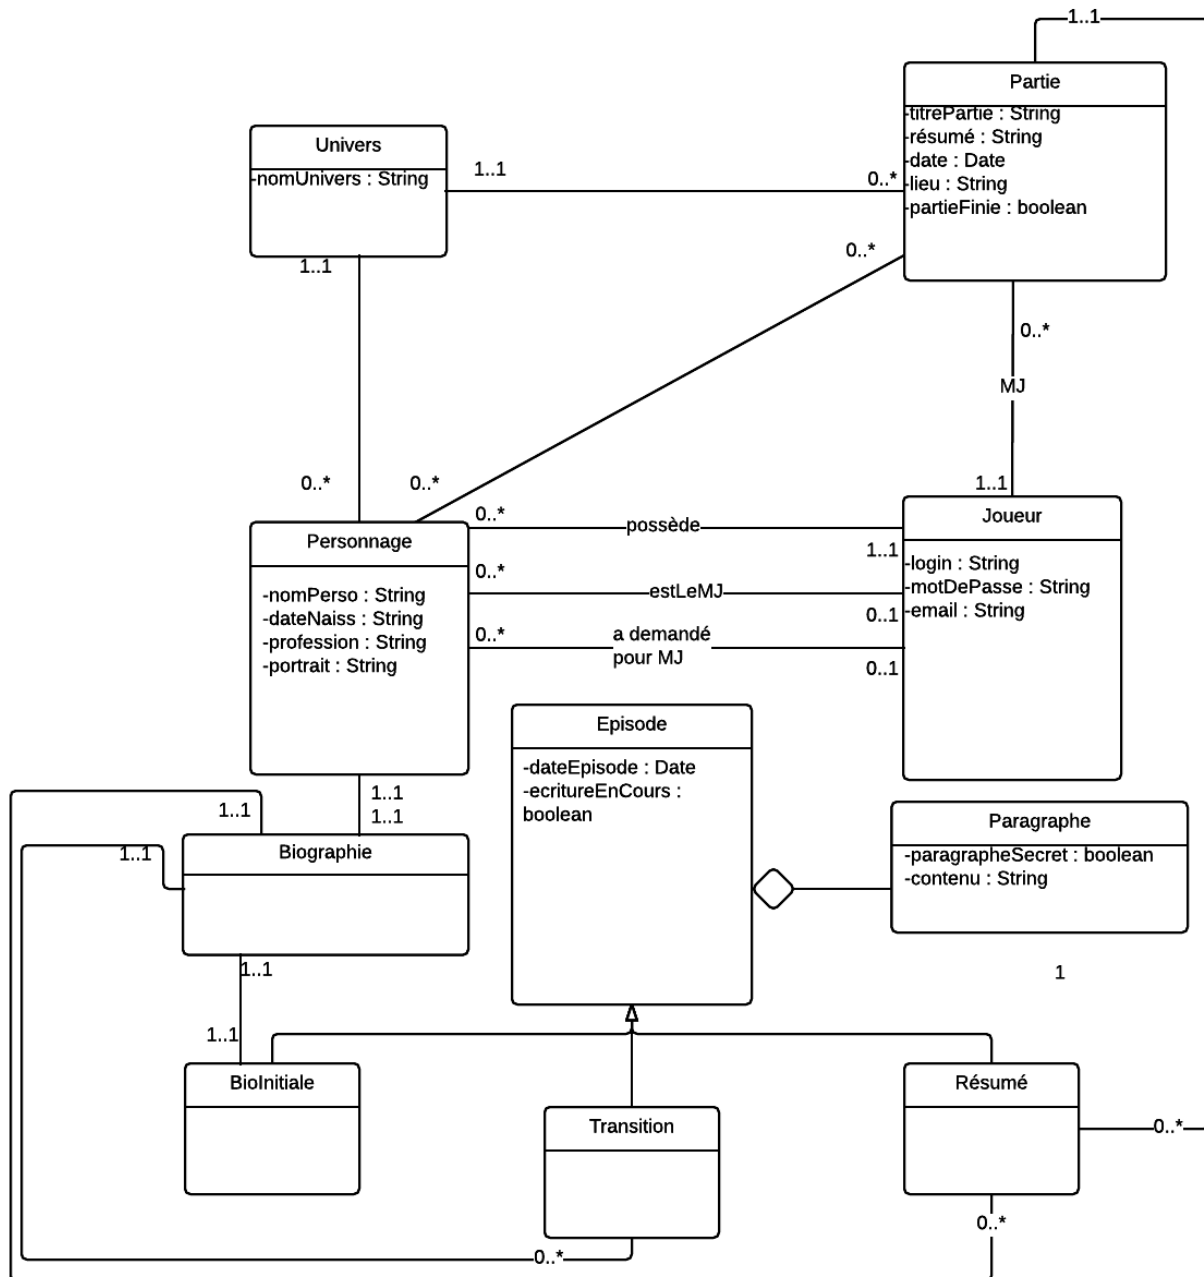 1..1
Partie
-titrePartie : String
-résumé : String
-date : Date
-lieu : String
-partieFinie : boolean
Univers
-nomUnivers : String
1..1
0..*
1..1
0..*
0..*
MJ
0..*
0..*
1..1
Personnage
-nomPerso : String
-dateNaiss : String
-profession : String
-portrait : String
0..*
possède
1..1
0..*
estLeMJ
0..1
0..*
a demandé
pour MJ
0..1
Joueur
-login : String
-motDePasse : String
-email : String
Episode
-dateEpisode : Date
-ecritureEnCours :
boolean
1..1
1..1
1..1
1..1
Biographie
Paragraphe
-paragrapheSecret : boolean
-contenu : String
1..1
1
1..1
BioInitiale
Transition
Résumé
0..*
0..*
0..*